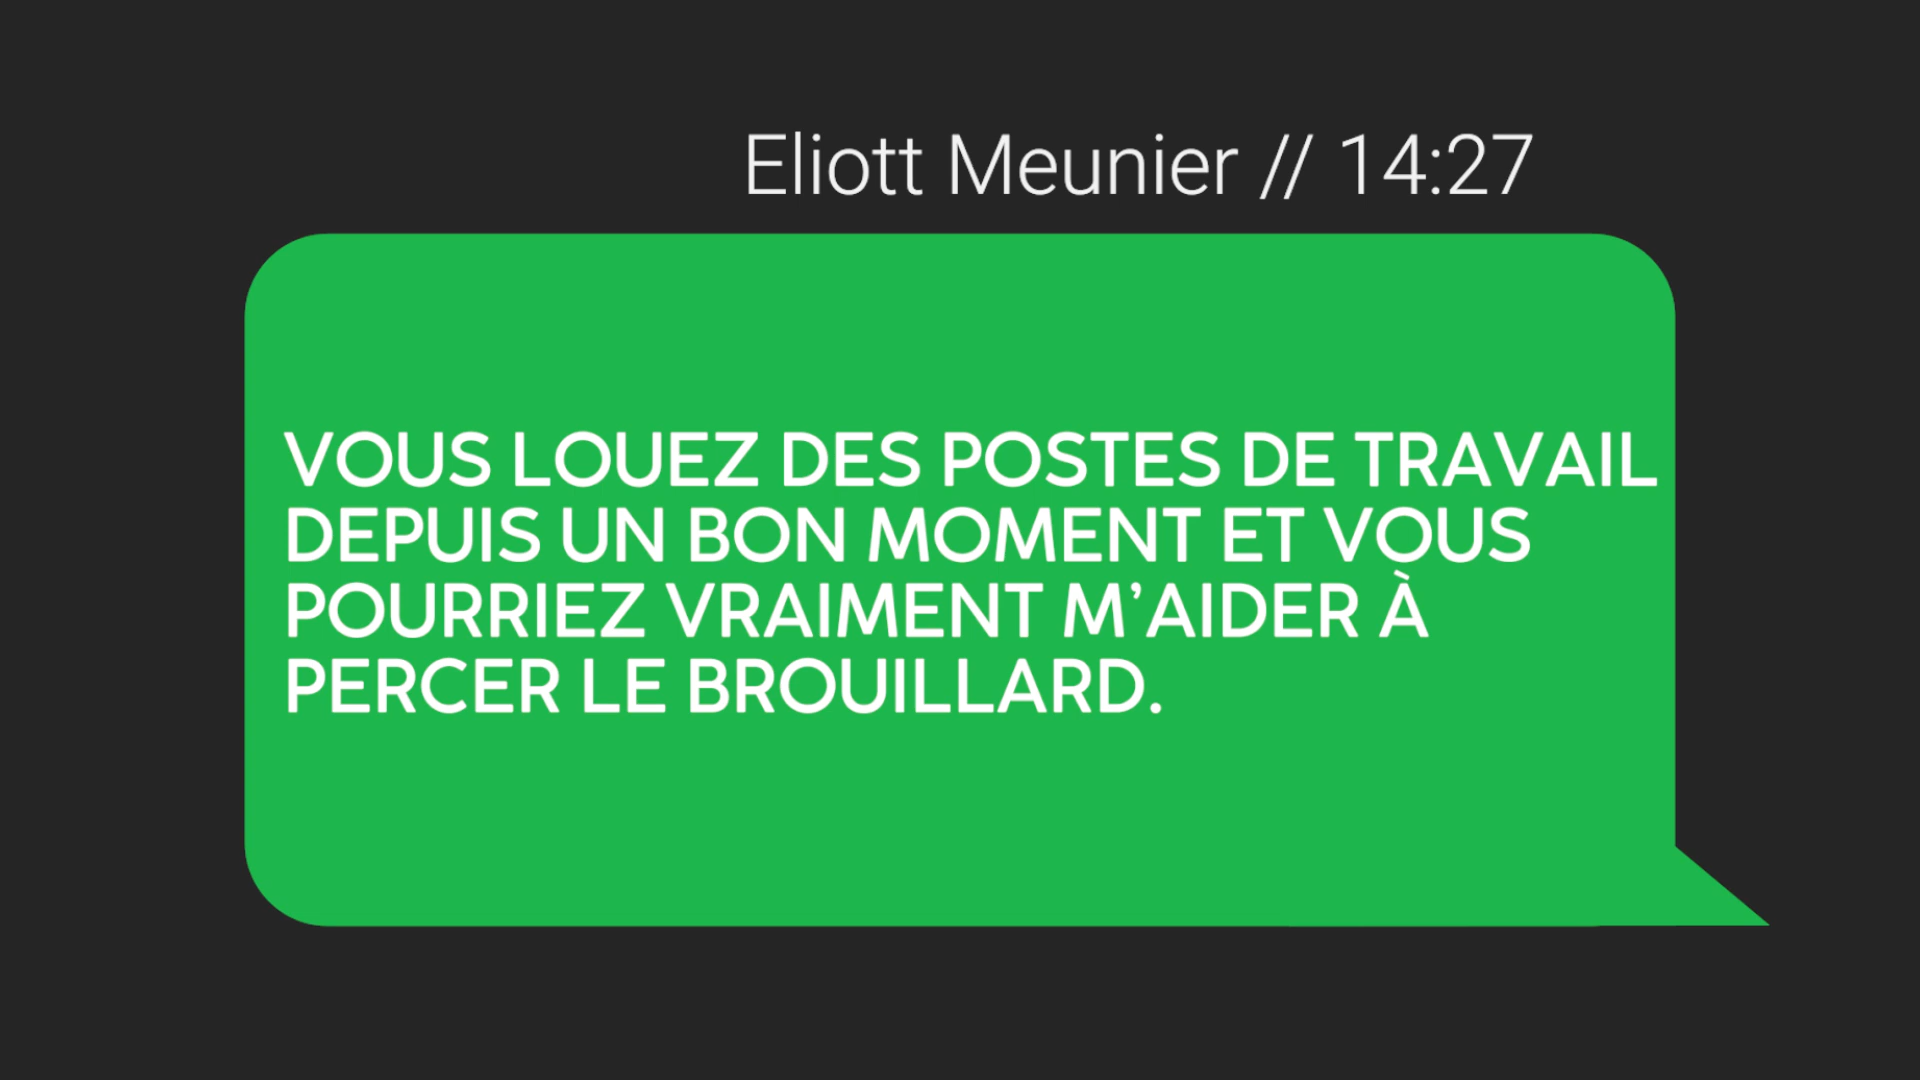 Eliott Meunier // 14:27
VOUS LOUEZ DES POSTES DE TRAVAIL
DEPUIS UN BON MOMENT ET VOUS
POURRIEZ VRAIMENT M’AIDER À
PERCER LE BROUILLARD.